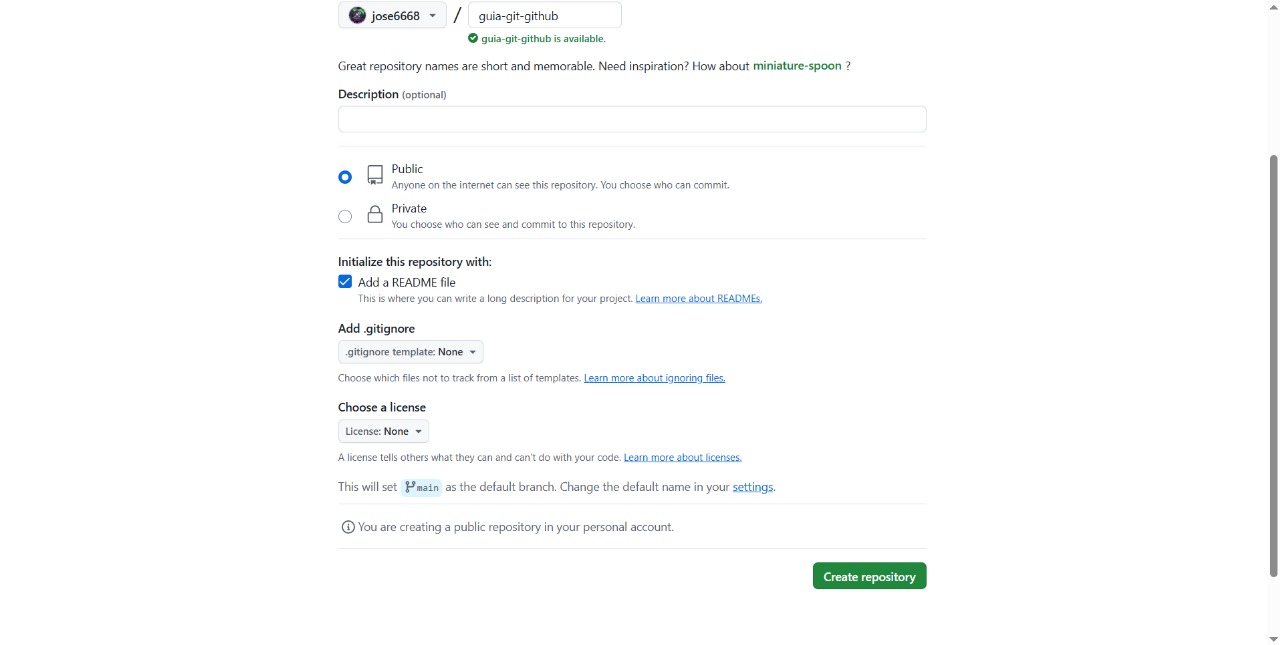 jose6668 / guia-git-github
guia-git-github is available.
Great repository names are short and memorable. Need inspiration? How about miniature-spoon ?
Description (optional)
Public
Anyone on the internet can see this repository. You choose who can commit.
Private
You choose who can see and commit to this repository.
Initialize this repository with:
Add a README file
This is where you can write a long description for your project. Learn more about READMEs.
Add .gitignore
.gitignore template: None
Choose which files not to track from a list of templates. Learn more about ignoring files.
Choose a license
License: None
A license tells others what they can and can't do with your code. Learn more about licenses.
This will set main as the default branch. Change the default name in your settings.
You are creating a public repository in your personal account.
Create repository